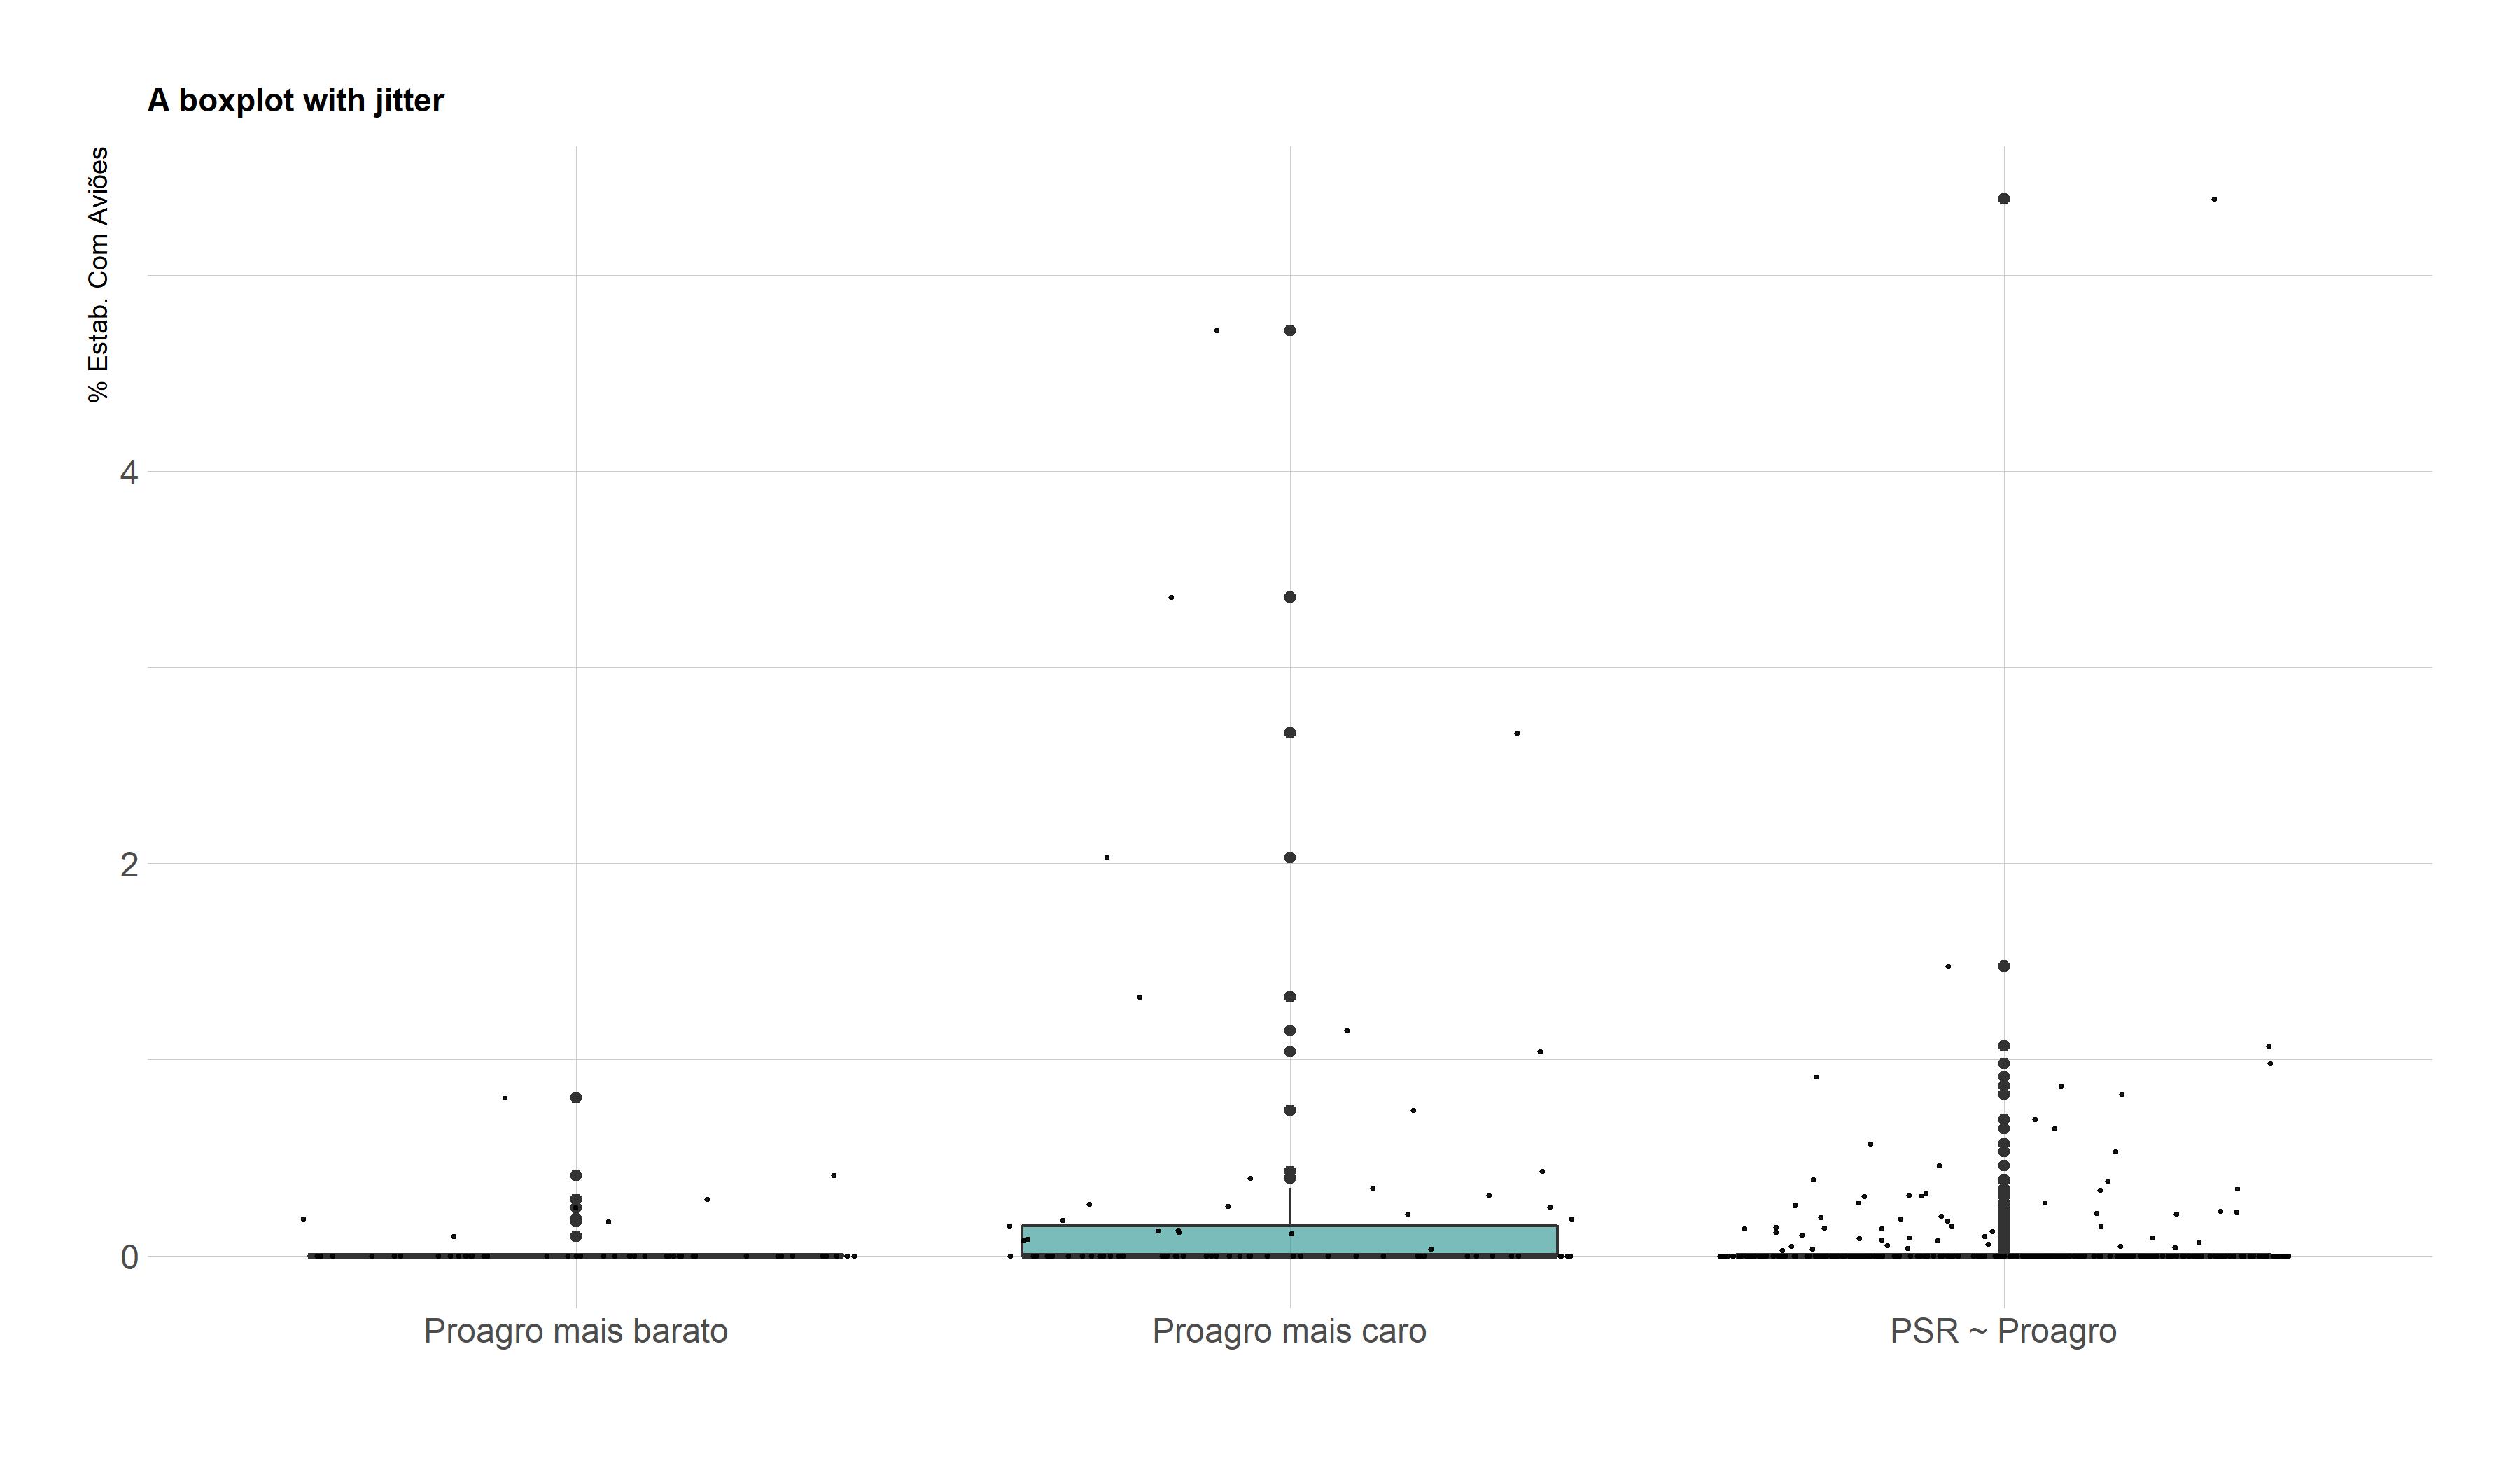 A boxplot with jitter
% Estab. Com Aviões
4
2
0
Proagro mais barato
Proagro mais caro
PSR ~ Proagro